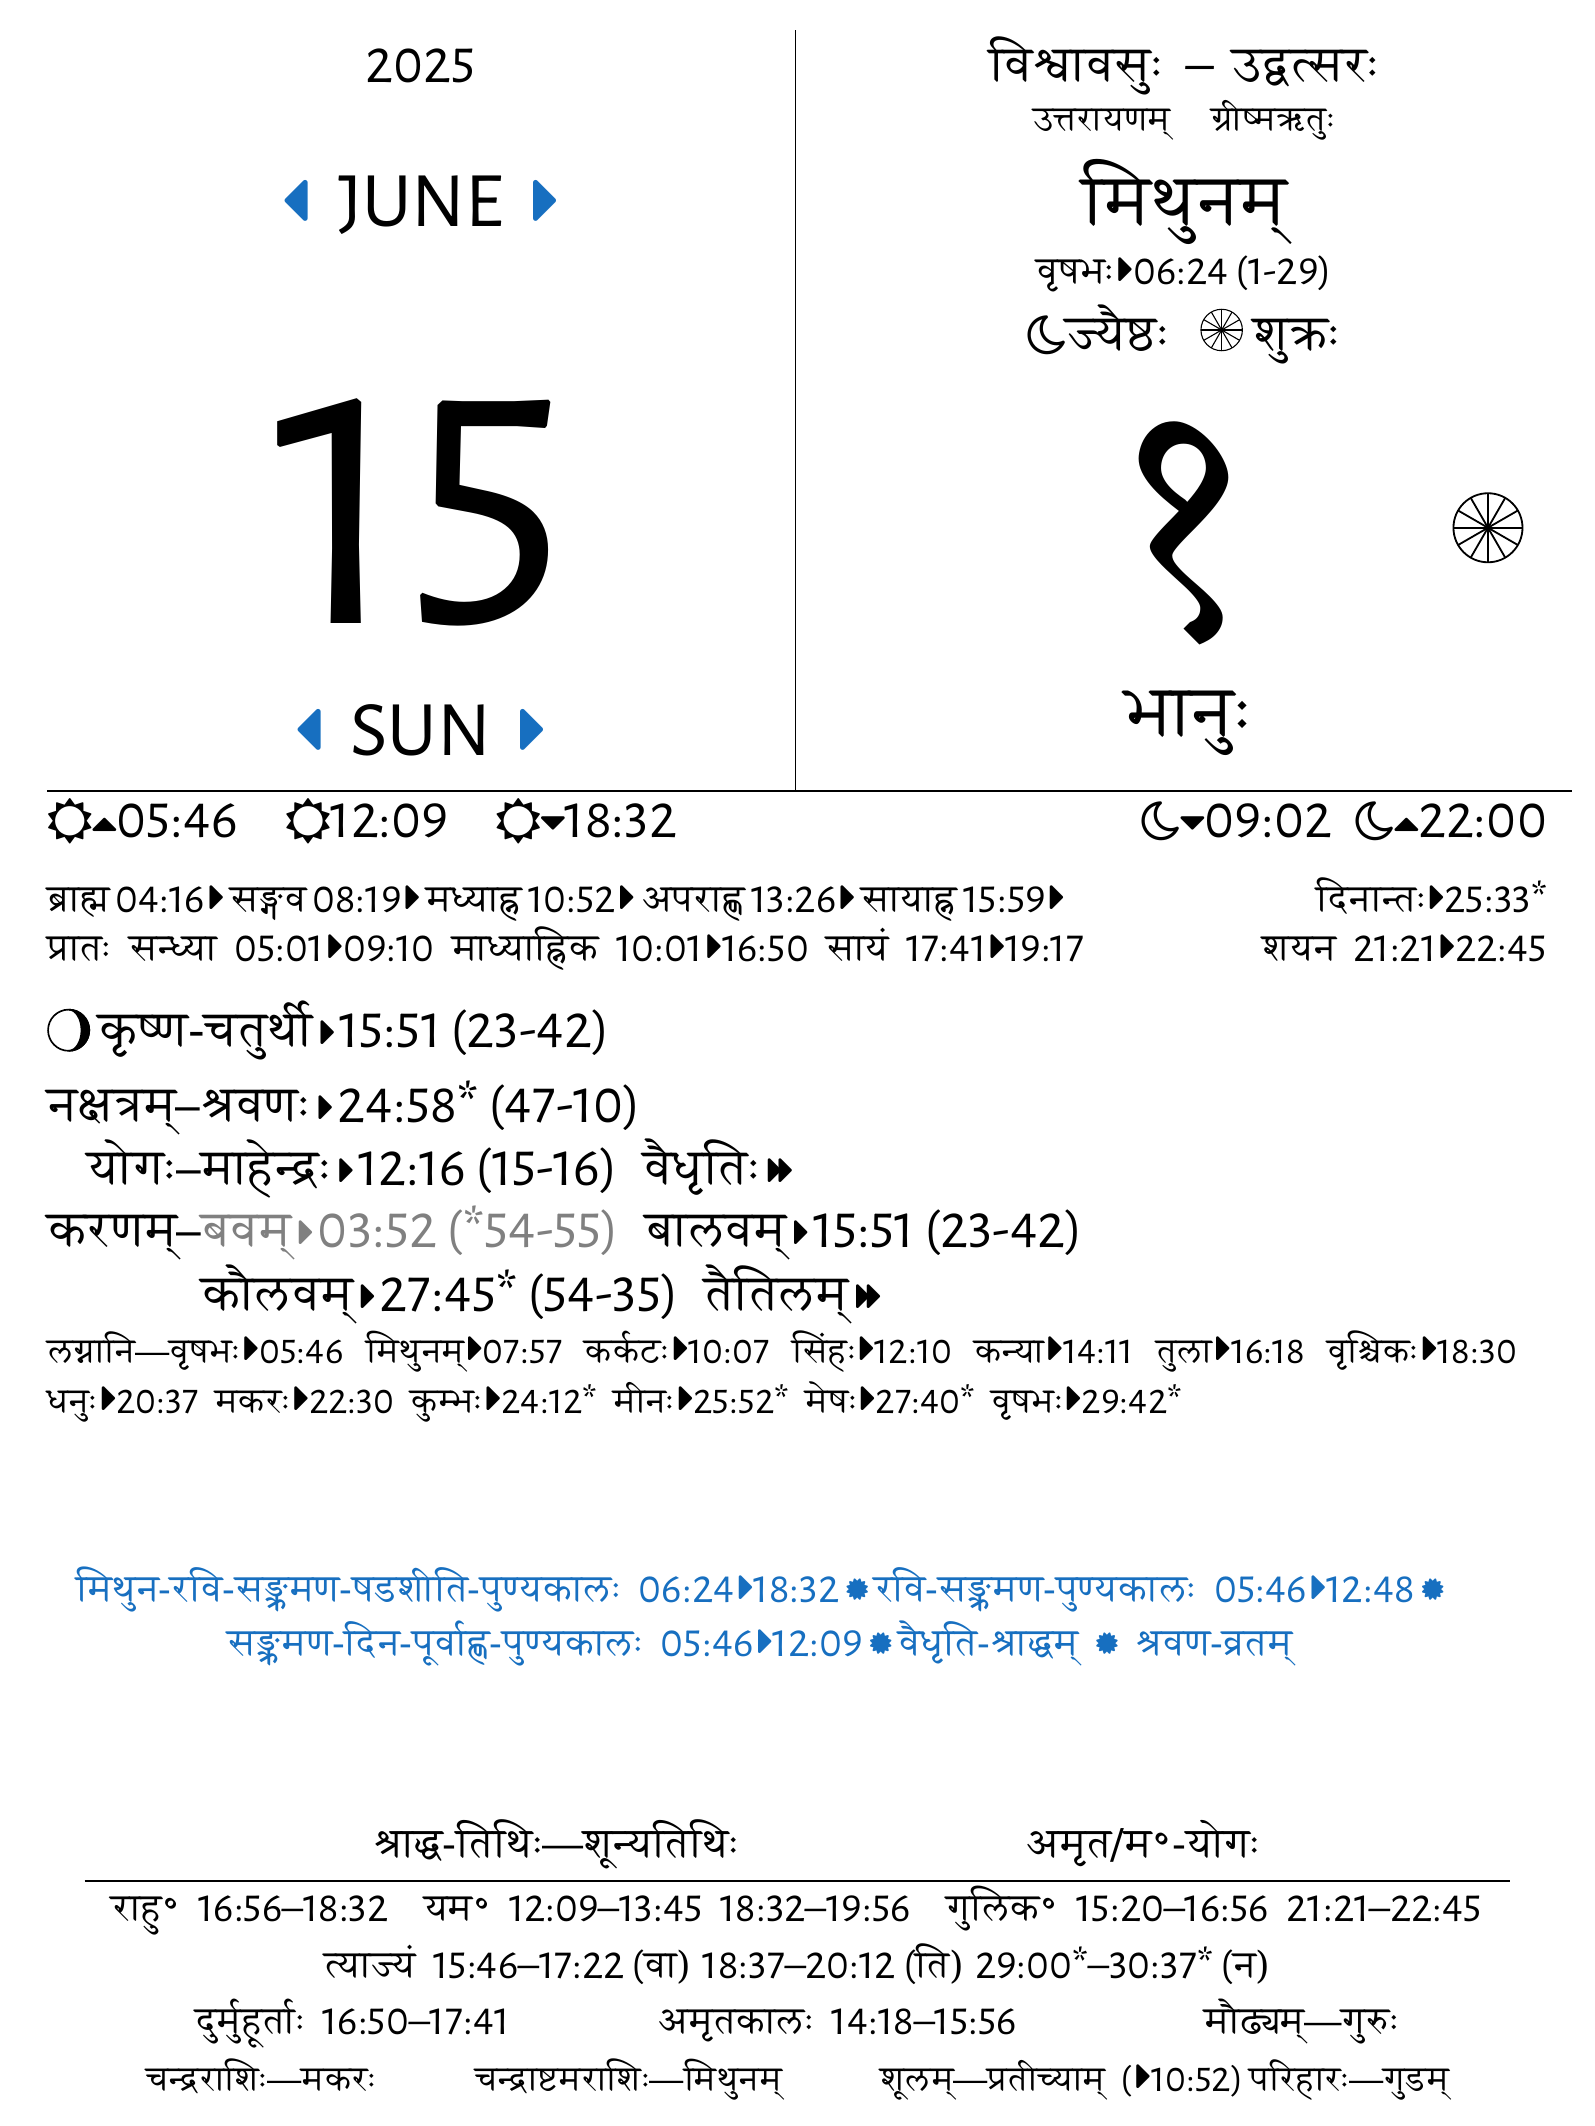 2025
JUNE
15
SUN
विश्वावसुः – उद्वत्सरः
उत्तरायणम् ग्रीष्मऋतुः
मिथुनम्
वृषभः⏵06:24 (1-29)
ज्यैष्ठः शुक्रः
१
भानुः
05:46 12:09 18:32 09:02 22:00
ब्राह्म 04:16⏵ सङ्गव 08:19⏵ मध्याह्न 10:52⏵ अपराह्ण 13:26⏵ सायाह्न 15:59⏵ दिनान्तः⏵25:33*
प्रातः सन्ध्या 05:01⏵09:10 माध्याह्निक 10:01⏵16:50 सायं 17:41⏵19:17 शयन 21:21⏵22:45
कृष्ण-चतुर्थी⏵15:51 (23-42)
नक्षत्रम्–श्रवणः⏵24:58* (47-10)
योगः–माहेन्द्रः⏵12:16 (15-16) वैधृतिः⏵⏵
करणम्–बवम्⏵03:52 (*54-55) बालवम्⏵15:51 (23-42)
कौलवम्⏵27:45* (54-35) तैतिलम्⏵⏵
लग्नानि—वृषभः⏵05:46 मिथुनम्⏵07:57 कर्कटः⏵10:07 सिंहः⏵12:10 कन्या⏵14:11 तुला⏵16:18 वृश्चिकः⏵18:30
धनुः⏵20:37 मकरः⏵22:30 कुम्भः⏵24:12* मीनः⏵25:52* मेषः⏵27:40* वृषभः⏵29:42*
मिथुन-रवि-सङ्क्रमण-षडशीति-पुण्यकालः 06:24⏵18:32 ✹ रवि-सङ्क्रमण-पुण्यकालः 05:46⏵12:48 ✹
सङ्क्रमण-दिन-पूर्वाह्ण-पुण्यकालः 05:46⏵12:09 ✹ वैधृति-श्राद्धम् ✹ श्रवण-व्रतम्
श्राद्ध-तिथिः—शून्यतिथिः अमृत/म॰-योगः
राहु॰ 16:56–18:32 यम॰ 12:09–13:45 18:32–19:56 गुलिक॰ 15:20–16:56 21:21–22:45
त्याज्यं 15:46–17:22 (वा) 18:37–20:12 (ति) 29:00*–30:37* (न)
दुर्मुहूर्ताः 16:50–17:41 अमृतकालः 14:18–15:56 मौढ्यम्—गुरुः
चन्द्रराशिः—मकरः चन्द्राष्टमराशिः—मिथुनम् शूलम्—प्रतीच्याम् (⏵10:52) परिहारः—गुडम्